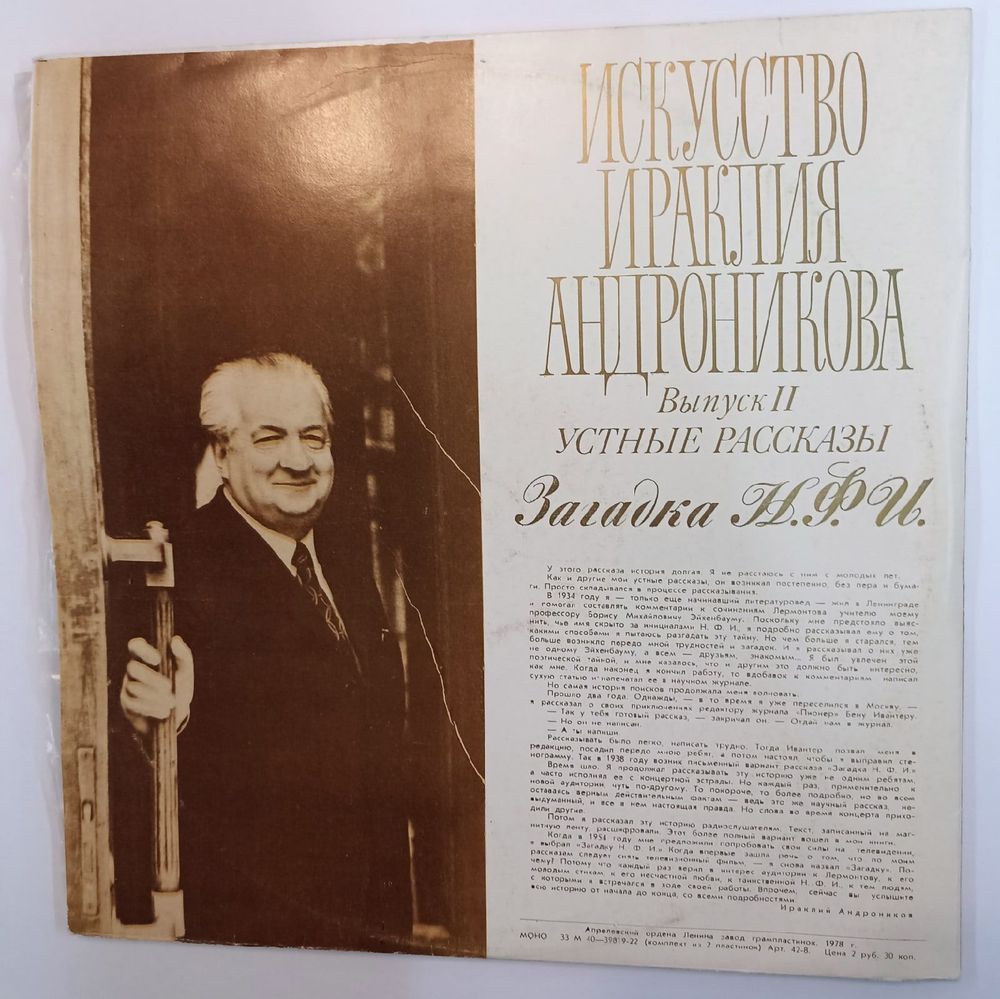 ИСКУССТВО
ИРАКЛИЯ
АНДРОНИКОВА
Выпуск II
УСТНЫЕ РАССКАЗЫ
Загадка Н.Ф.И.
У этого рассказа история долгая. Я не расстаюсь с ним с молодых лет.
Как и другие мои устные рассказы, он возникал постепенно, без пера и бума-
ги. Просто складывался в процессе рассказывания.
В 1934 году я — только еще начинавший литературовед — жил в Ленинграде
и помогал составлять комментарии к сочинениям Лермонтова учителю моему
профессору Борису Михайловичу Эйхенбауму. Поскольку мне предстояло выяс-
нить, чье имя скрыто за инициалами Н. Ф. И., я подробно рассказывал ему о том,
какими способами я пытаюсь разгадать эту тайну. Но чем больше я старался, тем
больше возникло передо мной трудностей и загадок. И я рассказывал о них уже
не одному Эйхенбауму, а всем — друзьям, знакомым... Я был увлечен этой
поэтической тайной, и мне казалось, что и другим это должно быть интересно,
как мне. Когда наконец я кончил работу, то вдобавок к комментариям написал
сухую статью и напечатал ее в научном журнале.
Но самая история поисков продолжала меня волновать.
Прошло два года. Однажды, — в то время я уже переселился в Москву, —
я рассказал о своих приключениях редактору журнала «Пионер» Беку Ивантеру.
— Так у тебя готовый рассказ, — закричал он. — Отдай нам в журнал.
— Но он не написан.
— А ты напиши.
Рассказывать было легко, написать трудно. Тогда Ивантер позвал меня в
редакцию, посадил передо мною ребят, а потом настоял, чтобы я выправил сте-
нограмму. Так в 1938 году возник письменный вариант рассказа «Загадка Н. Ф. И.»
Время шло. Я продолжал рассказывать эту историю уже не одним ребятам,
а часто исполнял ее с концертной эстрады. Но каждый раз, применительно к
новой аудитории чуть по-другому. То покороче, то более подробно, но во всем
оставаясь верным действительным фактам — ведь это же научный рассказ, не-
выдуманный, и все в нем настоящая правда. Но слова во время концерта прихо-
дили другие.
Потом я рассказал эту историю радиослушателям. Текст, записанный на маг-
нитную ленту, расшифровали. Этот более полный вариант вошел в мои книги.
Когда в 1954 году мне предложили попробовать свои силы на телевидении,
я выбрал «Загадку Н. Ф. И.» Когда впервые зашла речь о том, что по моим
рассказам следует снять телевизионный фильм, — я снова назвал «Загадку». По-
чему? Потому что каждый раз верил в интерес аудитории к Лермонтову, к его
молодым стихам, к его несчастной любви, к таинственной Н. Ф. И., к тем людям,
с которыми я встречался в ходе своей работы. Впрочем, сейчас вы услышите
всю историю от начала до конца, со всеми подробностями.
Ираклий Андроников
Апрелевский ордена Ленина завод грампластинок. 1978 г.
МОНО 33 М 40—39819-22 (комплект из 2 пластинок) Арт. 42-8. Цена 2 руб. 30 коп.